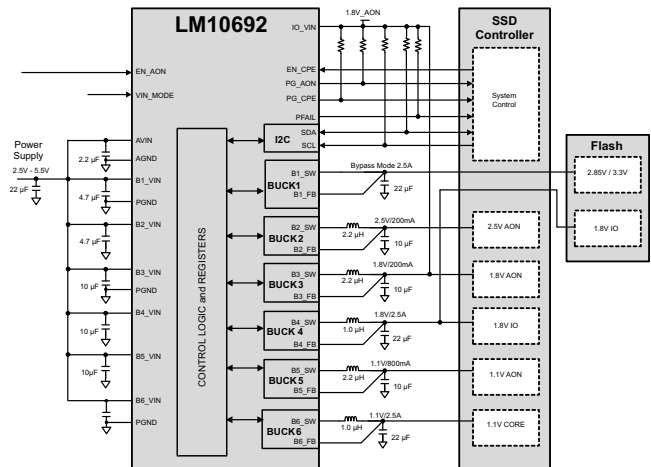 LM10692
EN_AON
VIN_MODE
Power
Supply
2.5V - 5.5V
22 µF
AVIN
2.2 µF
AGND
B1_VIN
4.7 µF
PGND
B2_VIN
4.7 µF
B3_VIN
10 µF
PGND
B4_VIN
10 µF
B5_VIN
10µF
B6_VIN
PGND
CONTROL LOGIC and REGISTERS
1.8V_AON
IO_VIN
EN_CPE
PG_AON
PG_CPE
PFAIL
I2C
SDA
SCL
BUCK1
B1_SW
B1_FB
Bypass Mode 2.5A
22 µF
BUCK2
B2_SW
B2_FB
2.5V/200mA
2.2 µH
10 µF
BUCK3
B3_SW
B3_FB
1.8V/200mA
2.2 µH
10 µF
BUCK 4
B4_SW
B4_FB
1.8V/2.5A
1.0 µH
22 µF
BUCK5
B5_SW
B5_FB
1.1V/800mA
2.2 µH
10 µF
BUCK6
B6_SW
B6_FB
1.1V/2.5A
1.0 µH
22 µF
SSD
Controller
System
Control
2.5V AON
1.8V AON
1.8V IO
1.1V AON
1.1V CORE
Flash
2.85V / 3.3V
1.8V IO